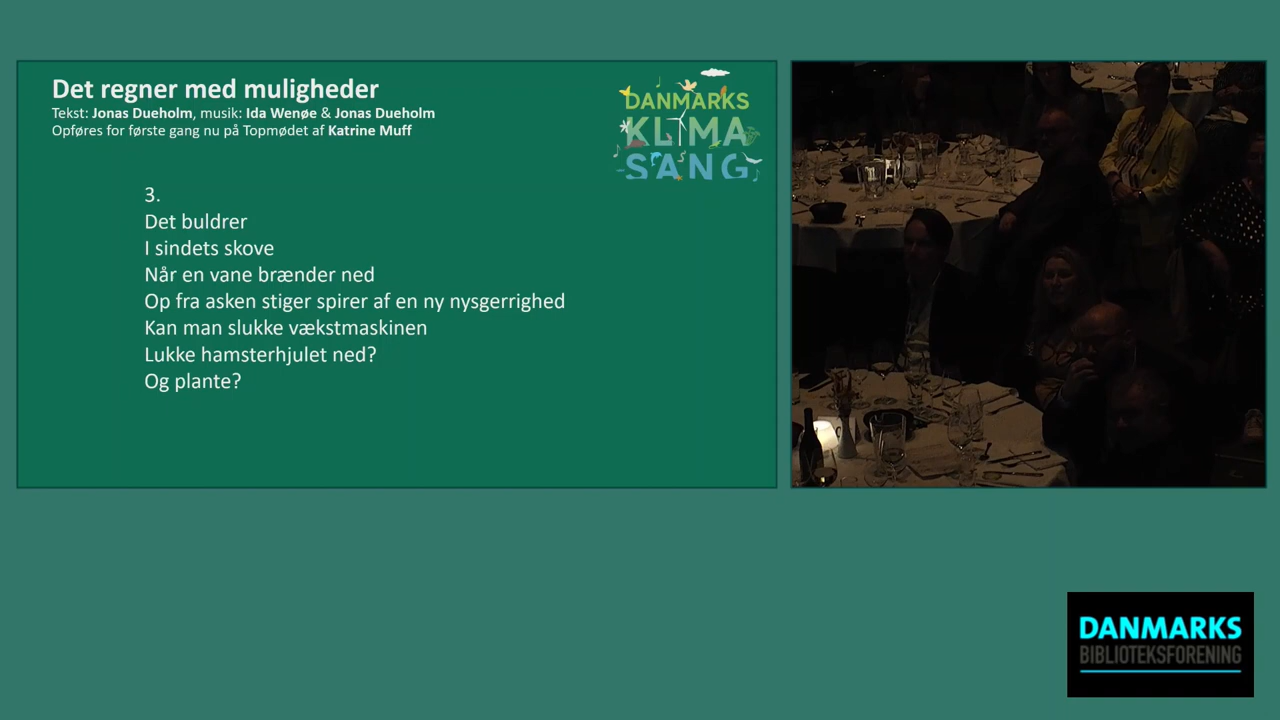 Det regner med muligheder
Tekst: Jonas Dueholm, musik: Ida Wenøe & Jonas Dueholm
Opføres for første gang nu på Topmødet af Katrine Muff
DANMARKS
KLIMA
SANG
3.
Det buldrer
I sindets skove
Når en vane brænder ned
Op fra asken stiger spirer af en ny nysgerrighed
Kan man slukke vækstmaskinen
Lukke hamsterhjulet ned?
Og plante?
DANMARKS
BIBLIOTEKSFORENING